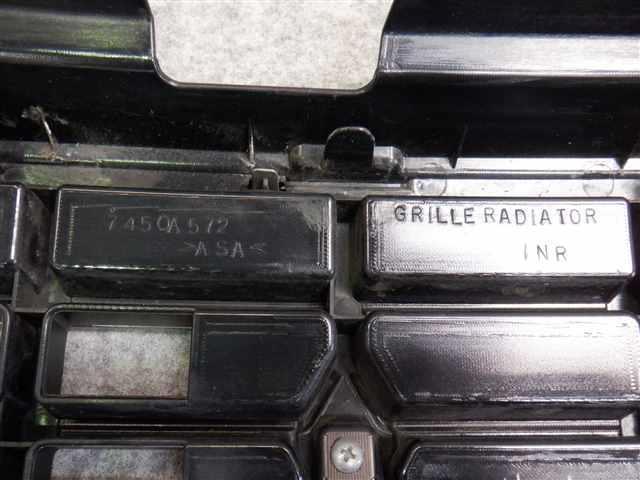 7450A572
>ASA<
GRILLE RADIATOR
INR